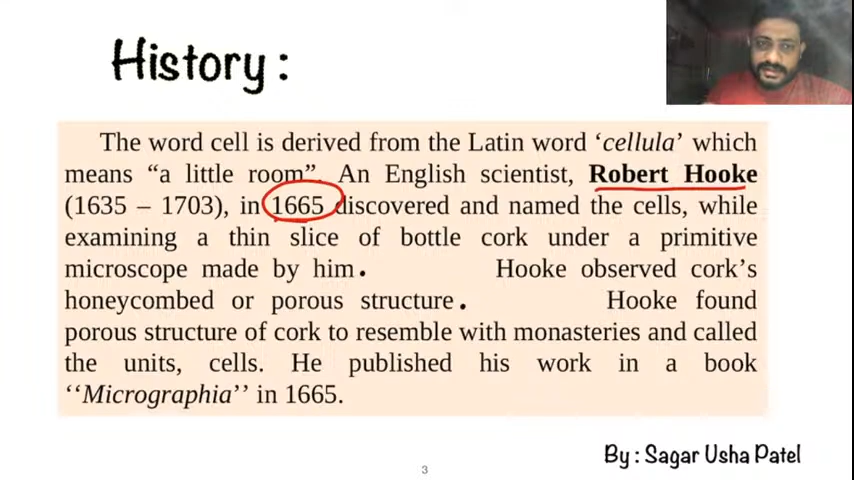 History :
The word cell is derived from the Latin word ‘cellula’ which
means “a little room”. An English scientist, Robert Hooke
(1635 – 1703), in 1665 discovered and named the cells, while
examining a thin slice of bottle cork under a primitive
microscope made by him. Hooke observed cork’s
honeycombed or porous structure. Hooke found
porous structure of cork to resemble with monasteries and called
the units, cells. He published his work in a book
‘‘Micrographia’’ in 1665.
By : Sagar Usha Patel
3